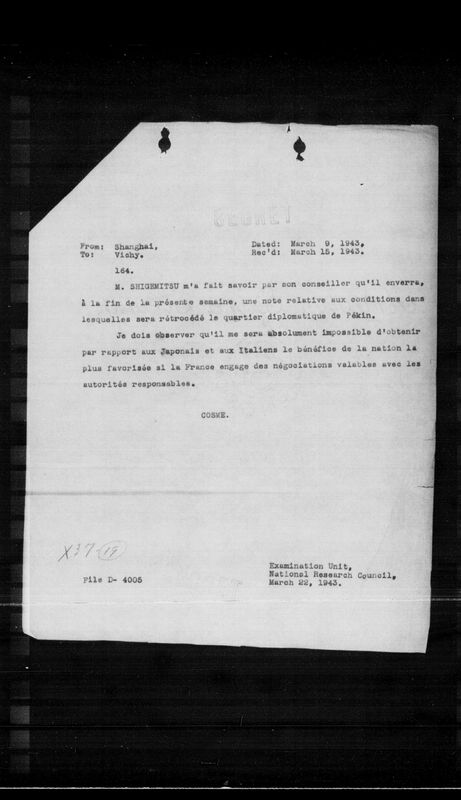 SECRET
From: Shanghai, Dated: March 9, 1943.
To: Vichy. Rec'd: March 15, 1943.
164.
M. SHIGEMITSU m'a fait savoir par son conseiller qu'il enverra,
à la fin de la présente semaine, une note relative aux conditions dans
lesquelles sera rétrocédé le quartier diplomatique de Pékin.
Je dois observer qu'il me sera absolument impossible d'obtenir
par rapport aux Japonais et aux Italiens le bénéfice de la nation la
plus favorisée si la France engage des négociations valables avec les
autorités responsables.
COSME.
X37 (19)
File D- 4005
Examination Unit,
National Research Council,
March 22, 1943.